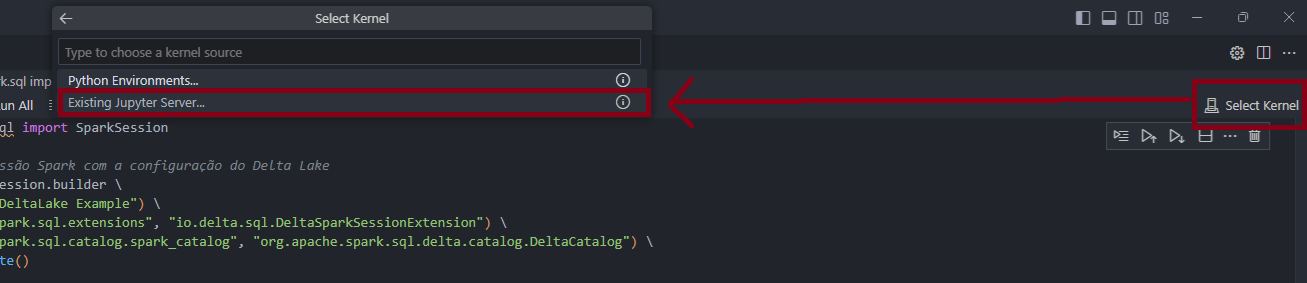 Select Kernel
Type to choose a kernel source
Python Environments...
Existing Jupyter Server...
rk.sql imp
un All
Select Kernel
ql import SparkSession
ssão Spark com a configuração do Delta Lake
ession.builder \
DeltaLake Example") \
park.sql.extensions", "io.delta.sql.DeltaSparkSessionExtension") \
park.sql.catalog.spark_catalog", "org.apache.spark.sql.delta.catalog.DeltaCatalog") \
te()